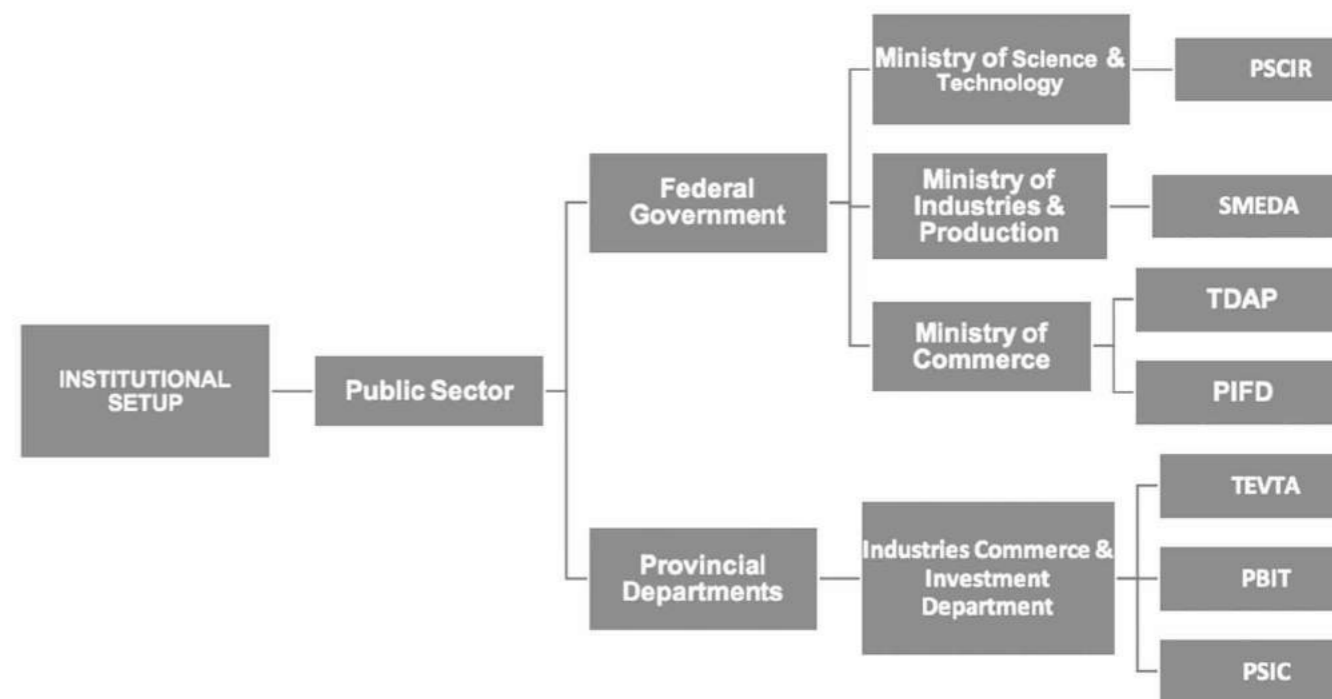 INSTITUTIONAL
SETUP
Public Sector
Federal
Government
Ministry of Science &
Technology
PSCIR
Ministry of
Industries &
Production
SMEDA
Ministry of
Commerce
TDAP
PIFD
Provincial
Departments
Industries Commerce &
Investment
Department
TEVTA
PBIT
PSIC